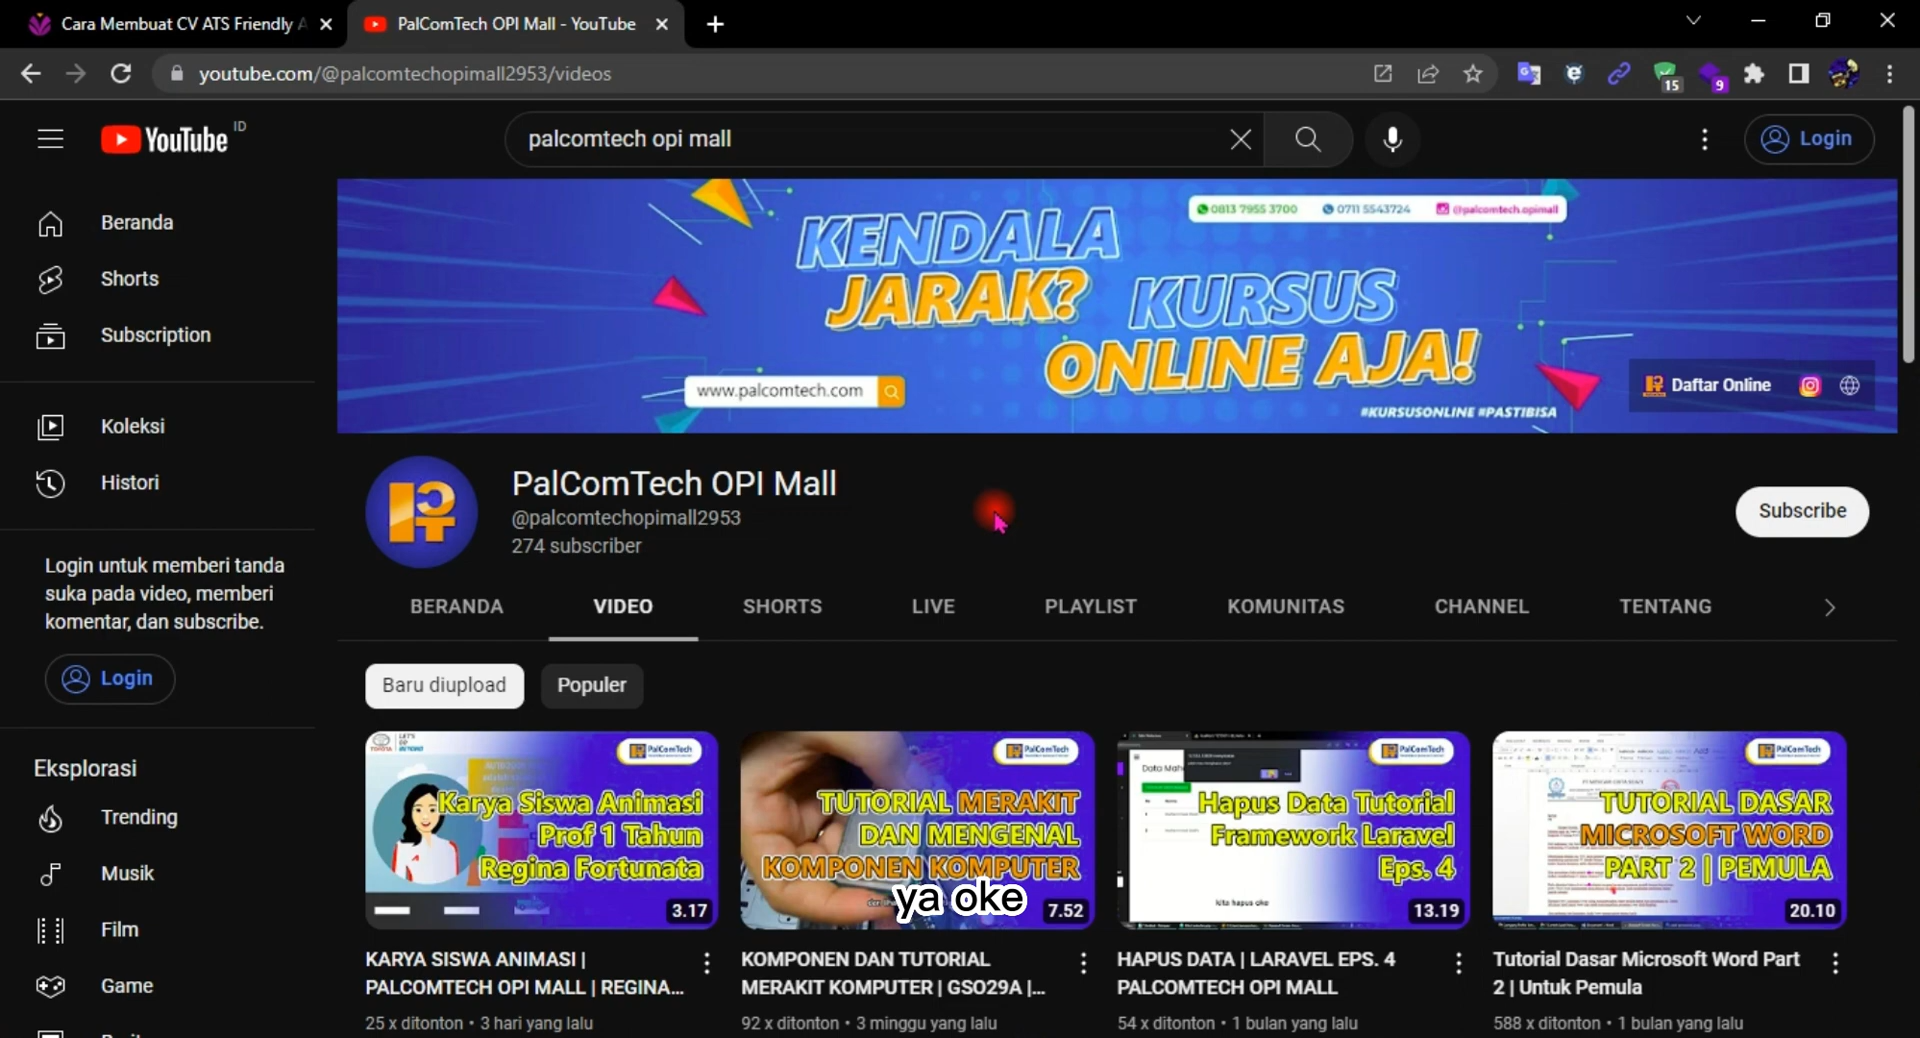 Cara Membuat CV ATS Friendly A
PalComTech OPI Mall - YouTube
youtube.com/@palcomtechopimall2953/videos
15
9
YouTube ID
palcomtech opi mall
Login
Beranda
Shorts
Subscription
Koleksi
Histori
Login untuk memberi tanda
suka pada video, memberi
komentar, dan subscribe.
Login
Eksplorasi
Trending
Musik
Film
Game
0813 7955 3700 0711 5543724 @palcomtech.opimall
KENDALA
JARAK?
KURSUS
ONLINE AJA!
www.palcomtech.com
#KURSUSONLINE #PASTIBISA
Daftar Online
PalComTech OPI Mall
@palcomtechopimall2953
274 subscriber
Subscribe
BERANDA VIDEO SHORTS LIVE PLAYLIST KOMUNITAS CHANNEL TENTANG
Baru diupload Populer
PalComTech
Karya Siswa Animasi
Prof 1 Tahun
Regina Fortunata
3.17
KARYA SISWA ANIMASI |
PALCOMTECH OPI MALL | REGINA...
25 x ditonton • 3 hari yang lalu
PalComTech
TUTORIAL MERAKIT
DAN MENGENAL
KOMPONEN KOMPUTER
ya oke
7.52
KOMPONEN DAN TUTORIAL
MERAKIT KOMPUTER | GSO29A |...
92 x ditonton • 3 minggu yang lalu
PalComTech
Hapus Data Tutorial
Framework Laravel
Eps. 4
kita hapus oke
13.19
HAPUS DATA | LARAVEL EPS. 4
PALCOMTECH OPI MALL
54 x ditonton • 1 bulan yang lalu
PalComTech
TUTORIAL DASAR
MICROSOFT WORD
PART 2 | PEMULA
20.10
Tutorial Dasar Microsoft Word Part
2 | Untuk Pemula
588 x ditonton • 1 bulan yang lalu